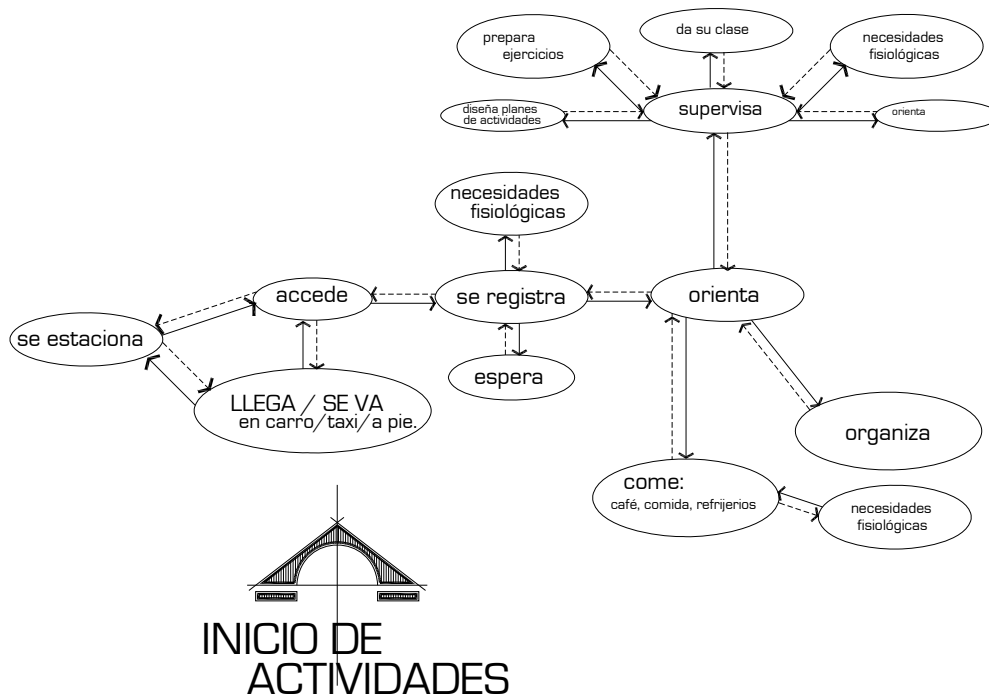 prepara
ejercicios
da su clase
necesidades
fisiológicas
diseña planes
de actividades
supervisa
orienta
necesidades
fisiológicas
accede
se registra
orienta
se estaciona
espera
LLEGA / SE VA
en carro/taxi/a pie.
organiza
come:
café, comida, refrijerios
necesidades
fisiológicas
INICIO DE
ACTIVIDADES